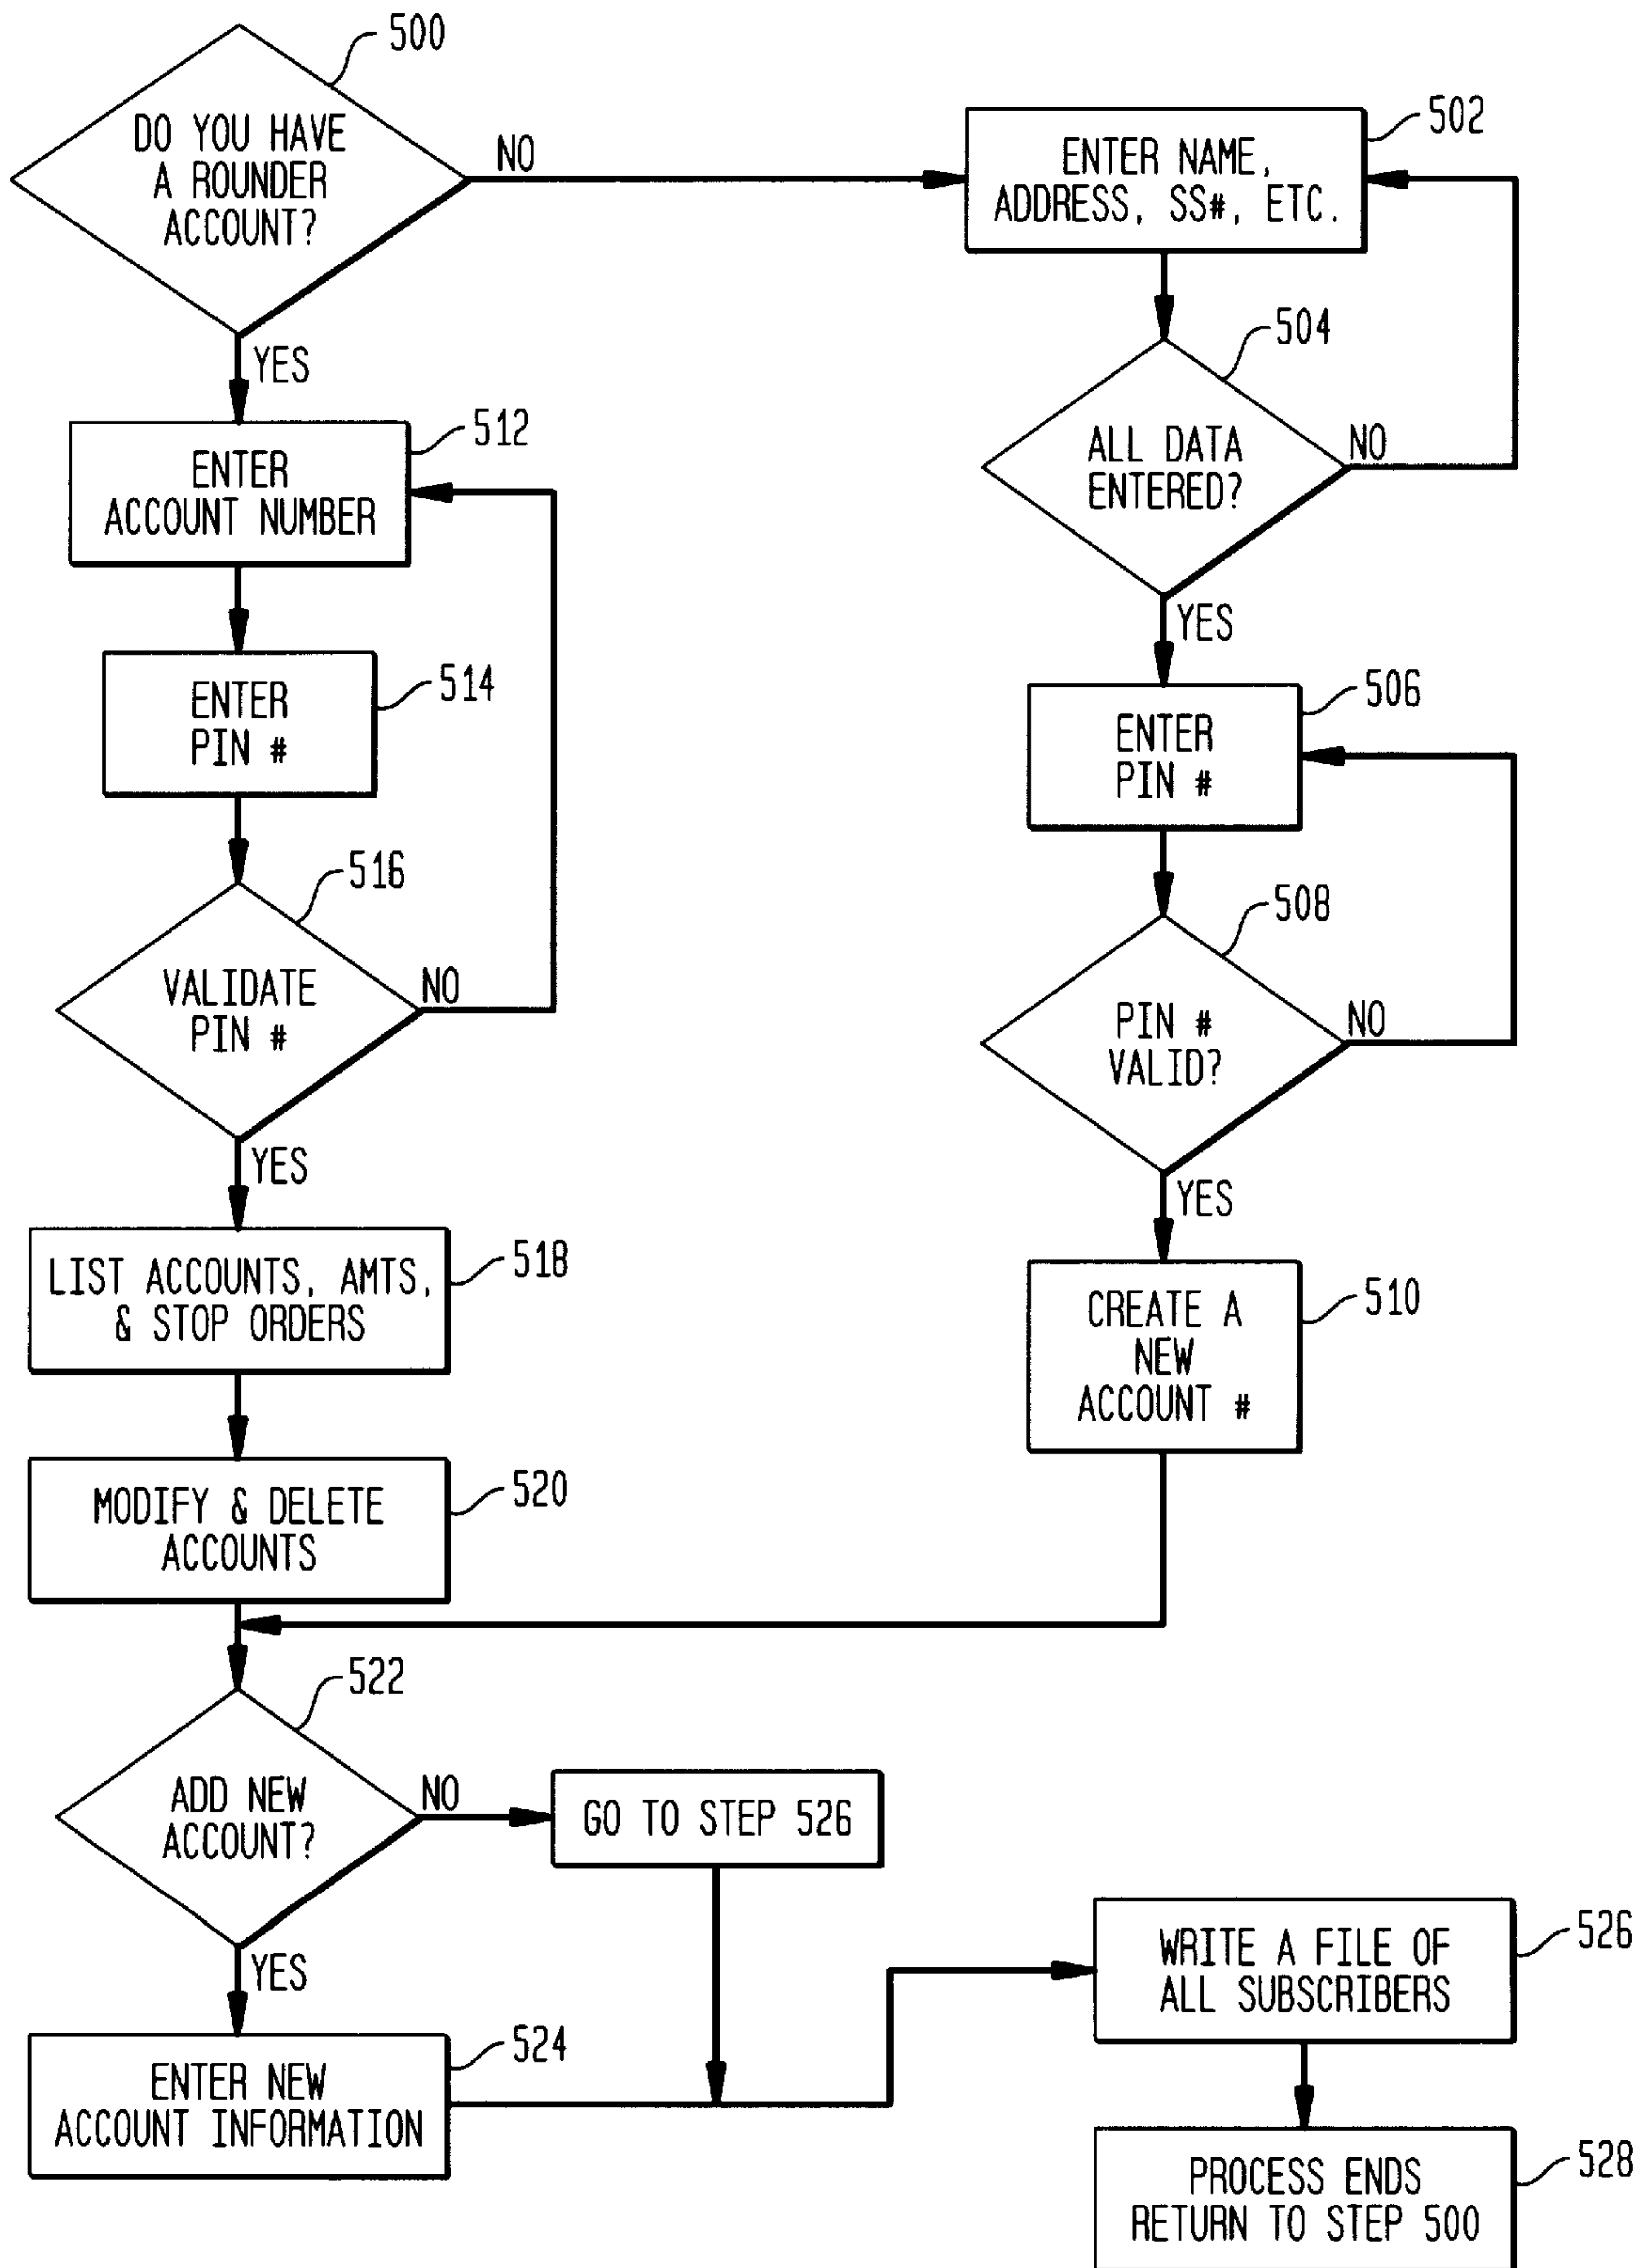 500
DO YOU HAVE
A ROUNDER
ACCOUNT?
NO
YES
502
ENTER NAME,
ADDRESS, SS#, ETC.
504
ALL DATA
ENTERED?
NO
YES
506
ENTER
PIN #
508
PIN #
VALID?
NO
YES
510
CREATE A
NEW
ACCOUNT #
512
ENTER
ACCOUNT NUMBER
514
ENTER
PIN #
516
VALIDATE
PIN #
NO
YES
518
LIST ACCOUNTS, AMTS,
& STOP ORDERS
520
MODIFY & DELETE
ACCOUNTS
522
ADD NEW
ACCOUNT?
NO
GO TO STEP 526
YES
524
ENTER NEW
ACCOUNT INFORMATION
526
WRITE A FILE OF
ALL SUBSCRIBERS
528
PROCESS ENDS
RETURN TO STEP 500